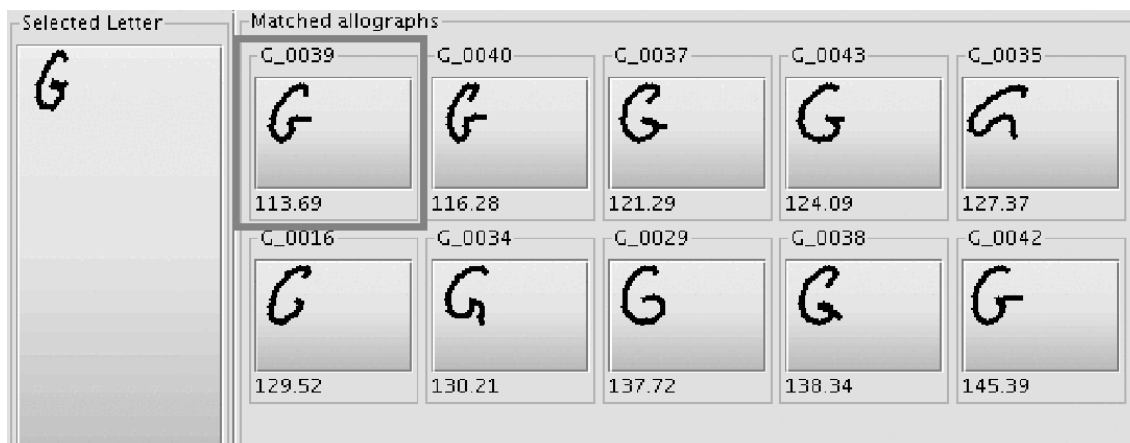 Selected Letter
G
Matched allographs
G_0039 G_0040 G_0037 G_0043 G_0035
G G G G G
113.69 116.28 121.29 124.09 127.37
G_0016 G_0034 G_0029 G_0038 G_0042
G G G G G
129.52 130.21 137.72 138.34 145.39